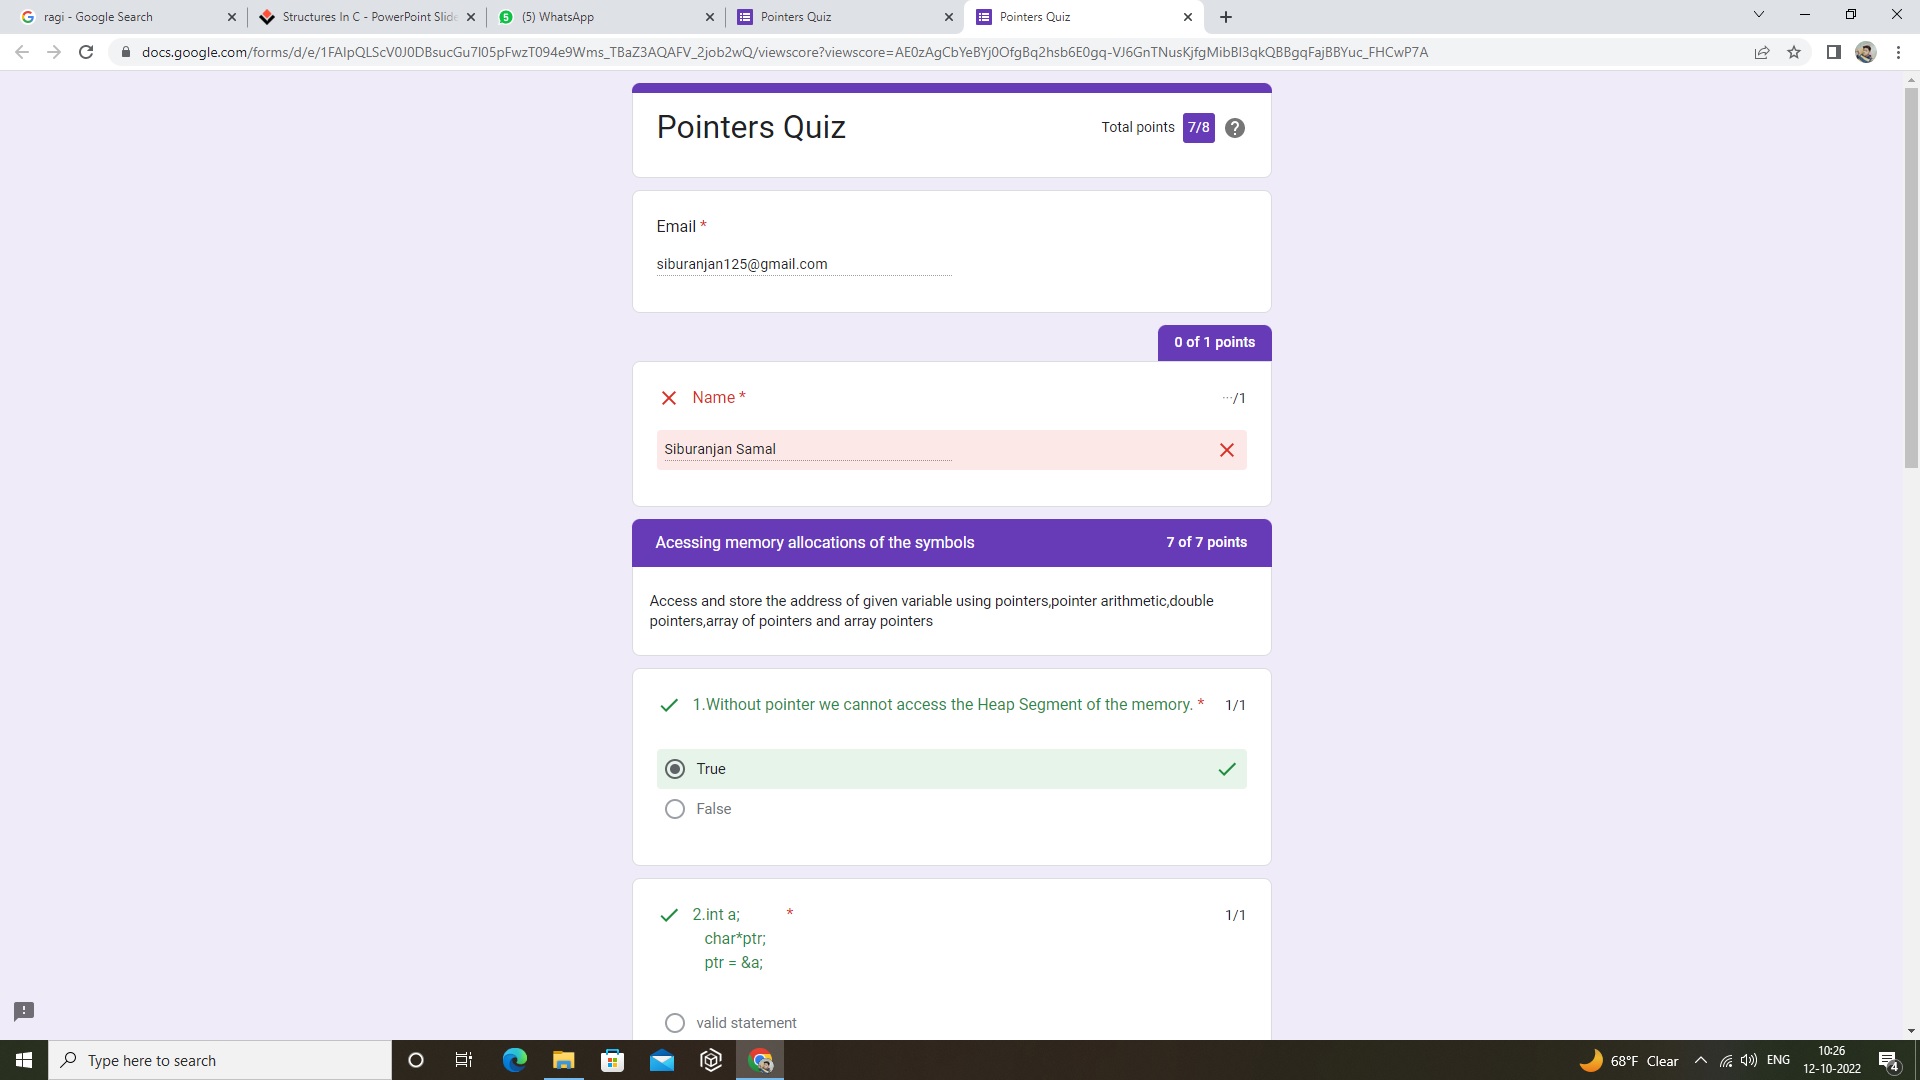 ragi - Google Search
Structures In C - PowerPoint Slide
(5) WhatsApp
Pointers Quiz
Pointers Quiz
docs.google.com/forms/d/e/1FAIpQLScV0J0DBsucGu7I05pFwzT094e9Wms_TBaZ3AQAFV_2job2wQ/viewscore?viewscore=AE0zAgCbYeBYj0OfgBq2hsb6E0gq-VJ6GnTNusKjfgMibBI3qkQBBgqFajBBYuc_FHCwP7A
Pointers Quiz
Total points 7/8
Email *
siburanjan125@gmail.com
0 of 1 points
Name *
···/1
Siburanjan Samal
Acessing memory allocations of the symbols
7 of 7 points
Access and store the address of given variable using pointers,pointer arithmetic,double
pointers,array of pointers and array pointers
1.Without pointer we cannot access the Heap Segment of the memory. *
1/1
True
False
2.int a; *
1/1
char*ptr;
ptr = &a;
valid statement
Type here to search
68°F Clear
ENG
10:26
12-10-2022
4